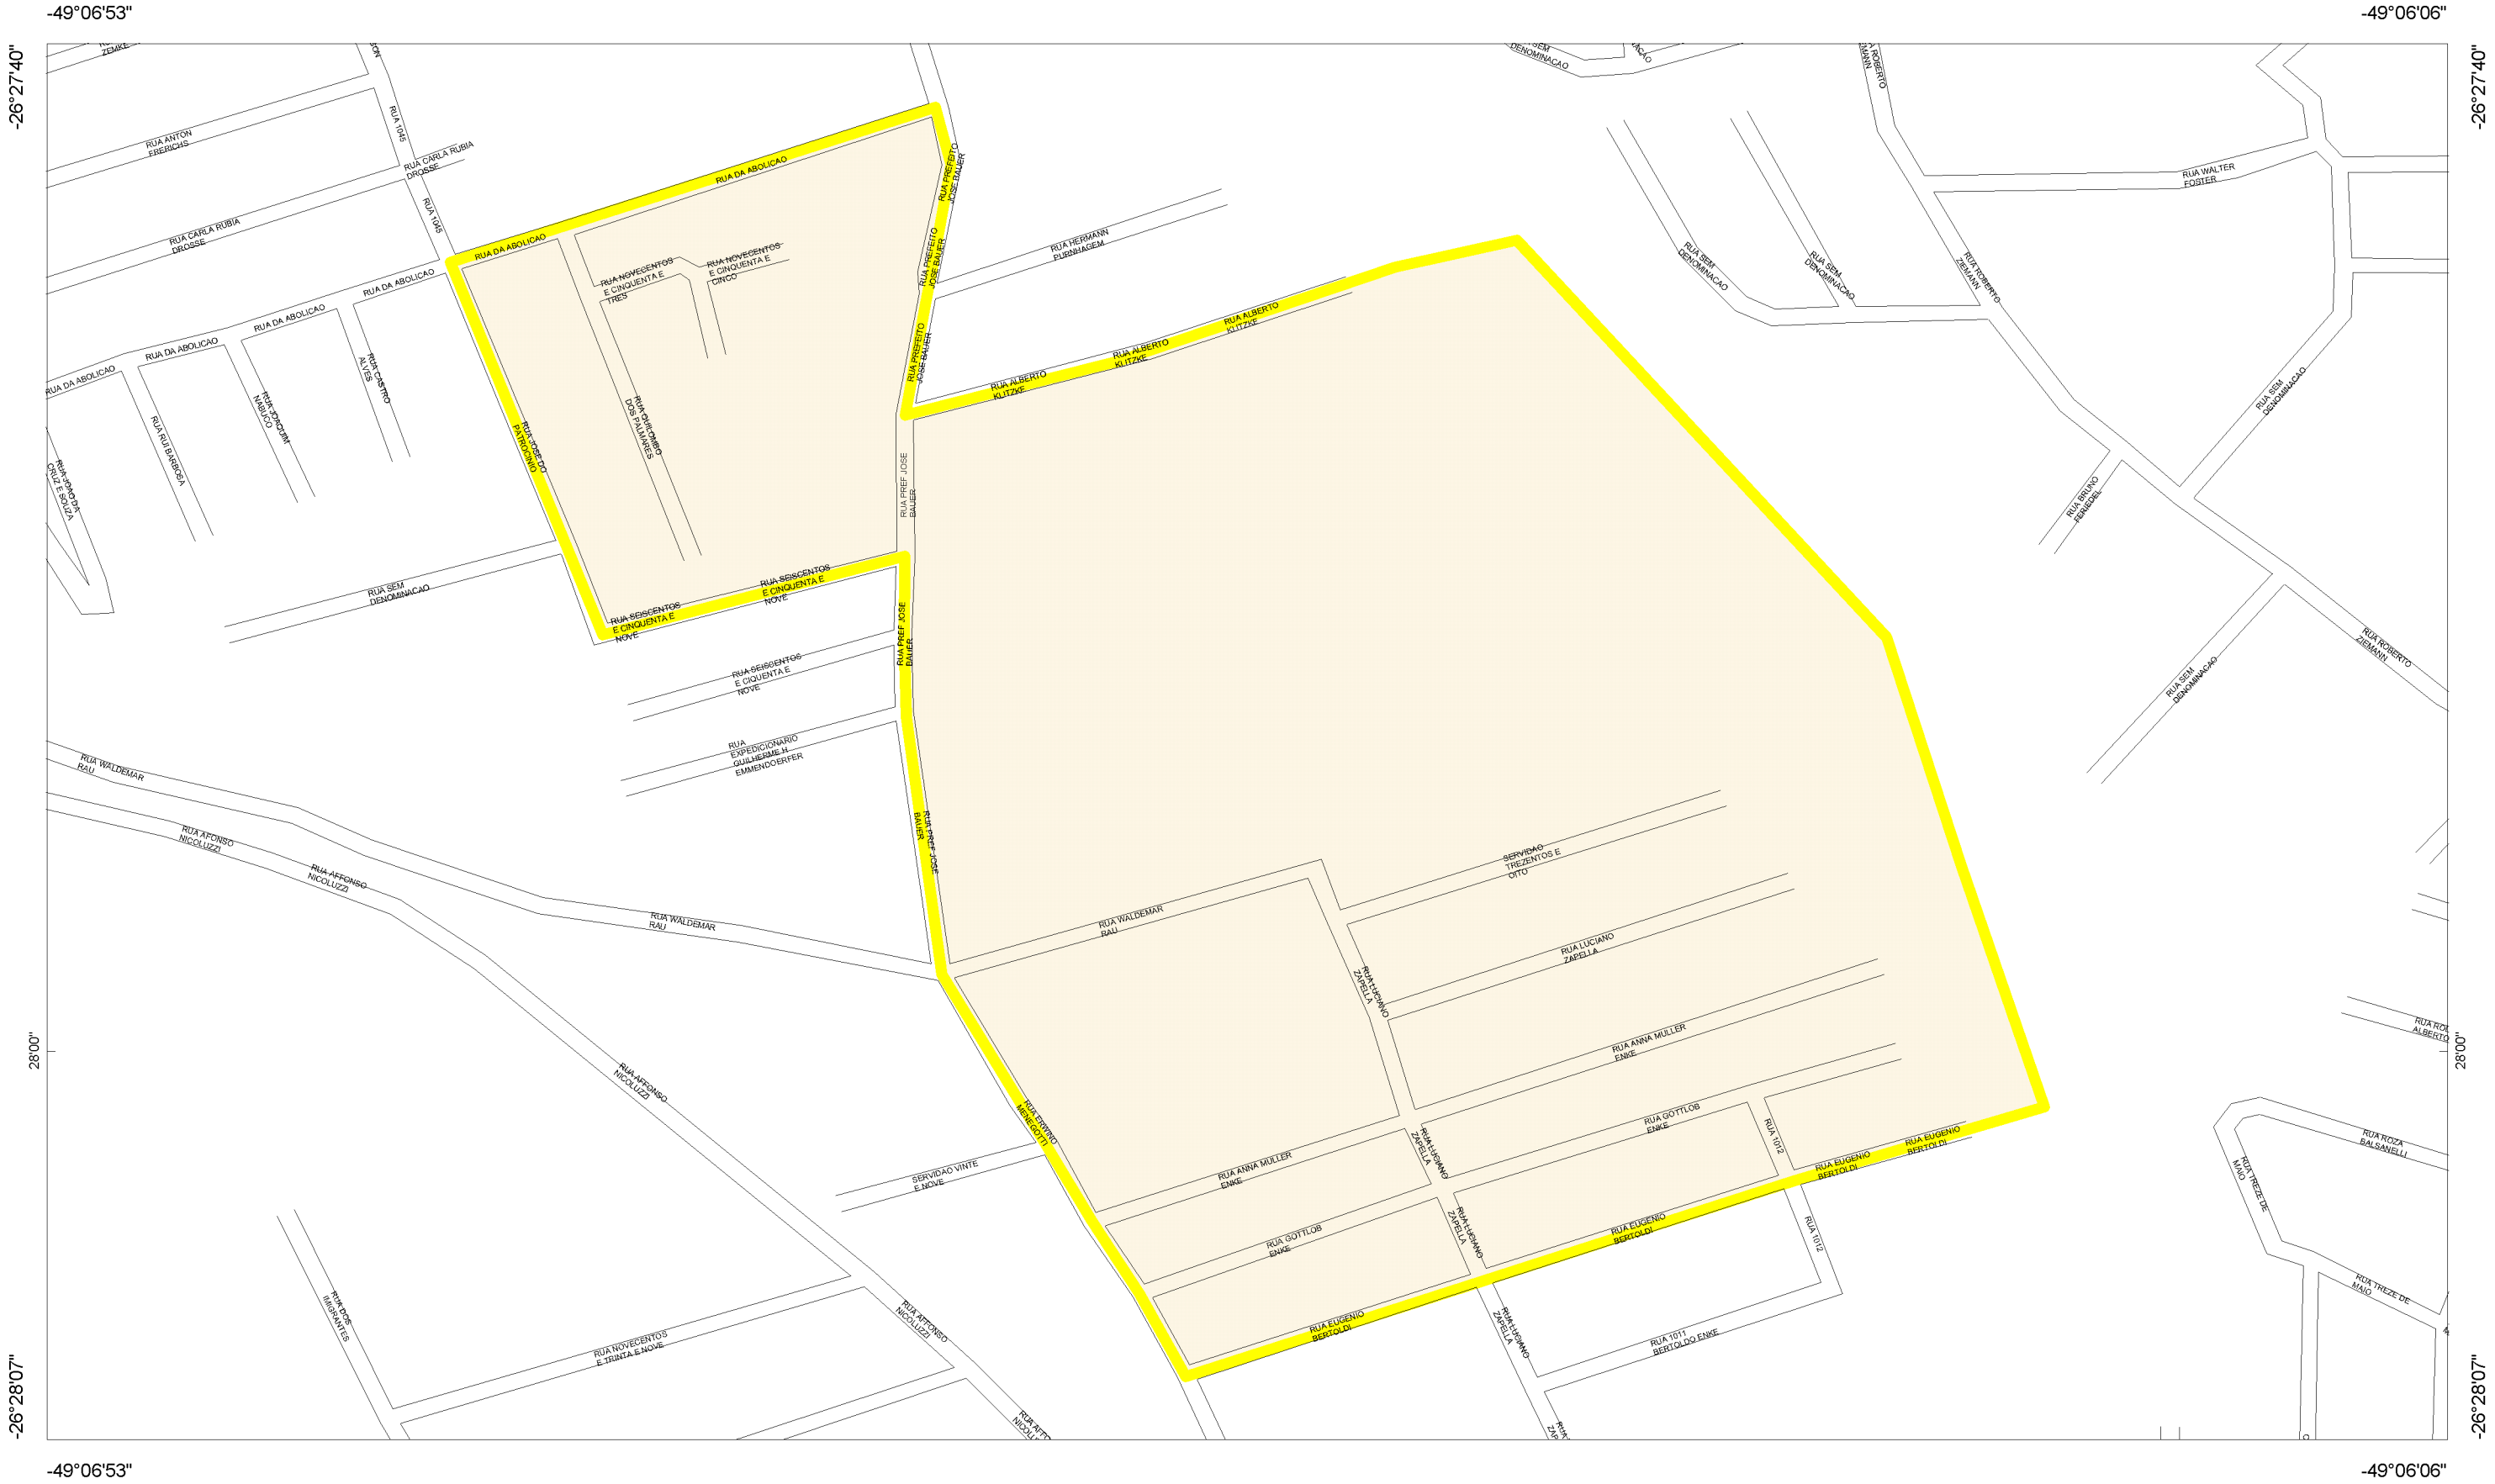 -49°06'53"
-49°06'06"
-26°27'40"
-26°27'40"
ZEMKE
SEM
DENOMINACAO
RUA ROBERTO
ZIEMANN
RUA 1045
RUA ANTON
FRERICHS
RUA CARLA RUBIA
DROSSE
RUA DA ABOLICAO
RUA PREFEITO
JOSE BAUER
RUA WALTER
FOSTER
RUA 1045
RUA CARLA RUBIA
DROSSE
RUA DA ABOLICAO
RUA HERMANN
PURNHAGEM
RUA NOVECENTOS
E CINQUENTA E
TRES
RUA NOVECENTOS
E CINQUENTA E
CINCO
RUA PREFEITO
JOSE BAUER
RUA SEM
DENOMINACAO
RUA SEM
DENOMINACAO
RUA ROBERTO
ZIEMANN
RUA DA ABOLICAO
RUA DA ABOLICAO
RUA DA ABOLICAO
RUA DA ABOLICAO
RUA ALBERTO
KLITZKE
RUA ALBERTO
KLITZKE
RUA ALBERTO
KLITZKE
RUA PREFEITO
JOSE BAUER
RUA CASTRO
ALVES
RUA JOAQUIM
NABUCO
RUA RUI BARBOSA
RUA JOAO DA
CRUZ E SOUZA
RUA JOSE DO
PATROCINIO
RUA QUILOMBO
DOS PALMARES
RUA PREF JOSE
BAUER
RUA SEM
DENOMINACAO
RUA BRUNO
FERJEDEL
RUA SEM
DENOMINACAO
RUA SEISCENTOS
E CINQUENTA E
NOVE
RUA SEISCENTOS
E CINQUENTA E
NOVE
RUA PREF JOSE
BAUER
RUA ROBERTO
ZIEMANN
RUA SEM
DENOMINACAO
RUA SEISCENTOS
E CIQUENTA E
NOVE
RUA
EXPEDICIONARIO
GUILHERME H
EMMENDOERFER
RUA WALDEMAR
RAU
RUA AFONSO
NICOLUZZI
RUA AFFONSO
NICOLUZZI
RUA PREF JOSE
BAUER
SERVIDAO
TREZENTOS E
OITO
RUA WALDEMAR
RAU
RUA WALDEMAR
RAU
RUA LUCIANO
ZAPELLA
RUA LUCIANO
ZAPELLA
28'00"
28'00"
ALBERTO
RUA ANNA MULLER
ENKE
RUA AFFONSO
NICOLUZZI
RUA ERWINO
MENEGOTTI
RUA GOTTLOB
ENKE
RUA 1012
RUA EUGENIO
BERTOLDI
RUA EUGENIO
BERTOLDI
RUA ROZA
BALSANELLI
RUA TREZE DE
MAIO
RUA LUCIANO
ZAPELLA
RUA ANNA MULLER
ENKE
SERVIDAO VINTE
E NOVE
RUA GOTTLOB
ENKE
RUA LUCIANO
ZAPELLA
RUA EUGENIO
BERTOLDI
RUA 1012
RUA TREZE DE
MAIO
RUA DOS
IMIGRANTES
RUA NOVECENTOS
E TRINTA E NOVE
RUA AFFONSO
NICOLUZZI
RUA EUGENIO
BERTOLDI
RUA LUCIANO
ZAPELLA
RUA 1011
BERTOLDO ENKE
-26°28'07"
-26°28'07"
-49°06'53"
-49°06'06"